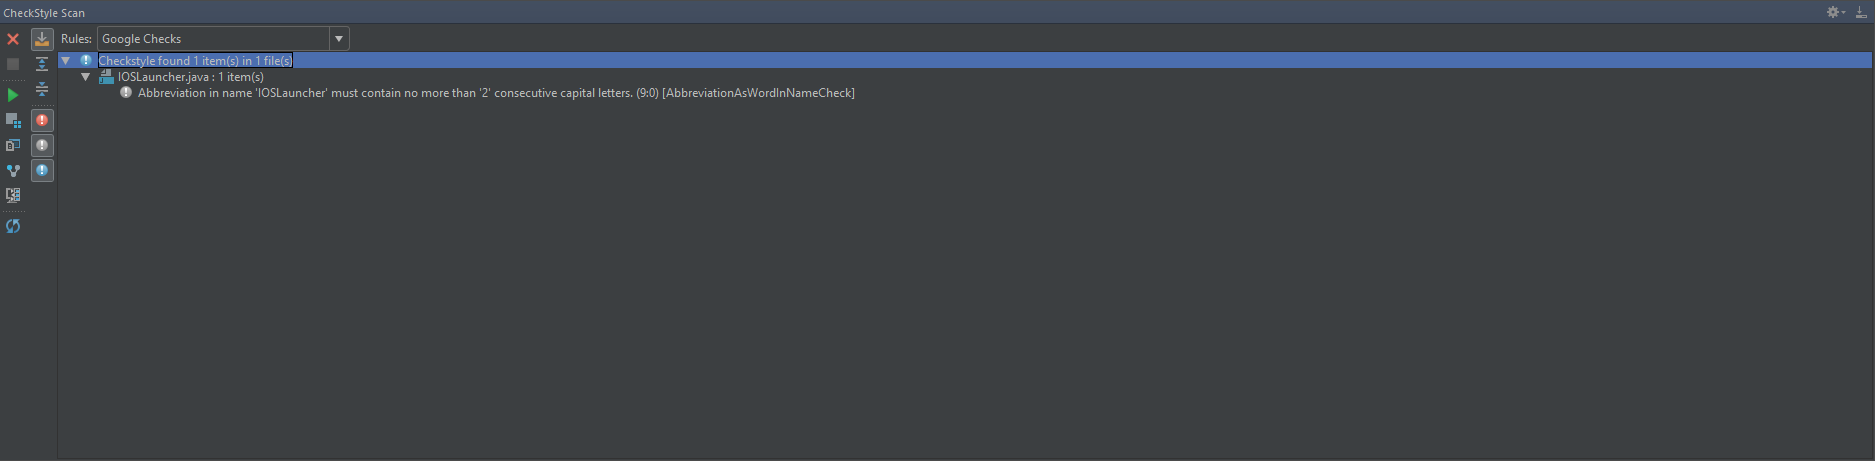 CheckStyle Scan
Rules: Google Checks
Checkstyle found 1 item(s) in 1 file(s)
IOSLauncher.java : 1 item(s)
Abbreviation in name 'IOSLauncher' must contain no more than '2' consecutive capital letters. (9:0) [AbbreviationAsWordInNameCheck]